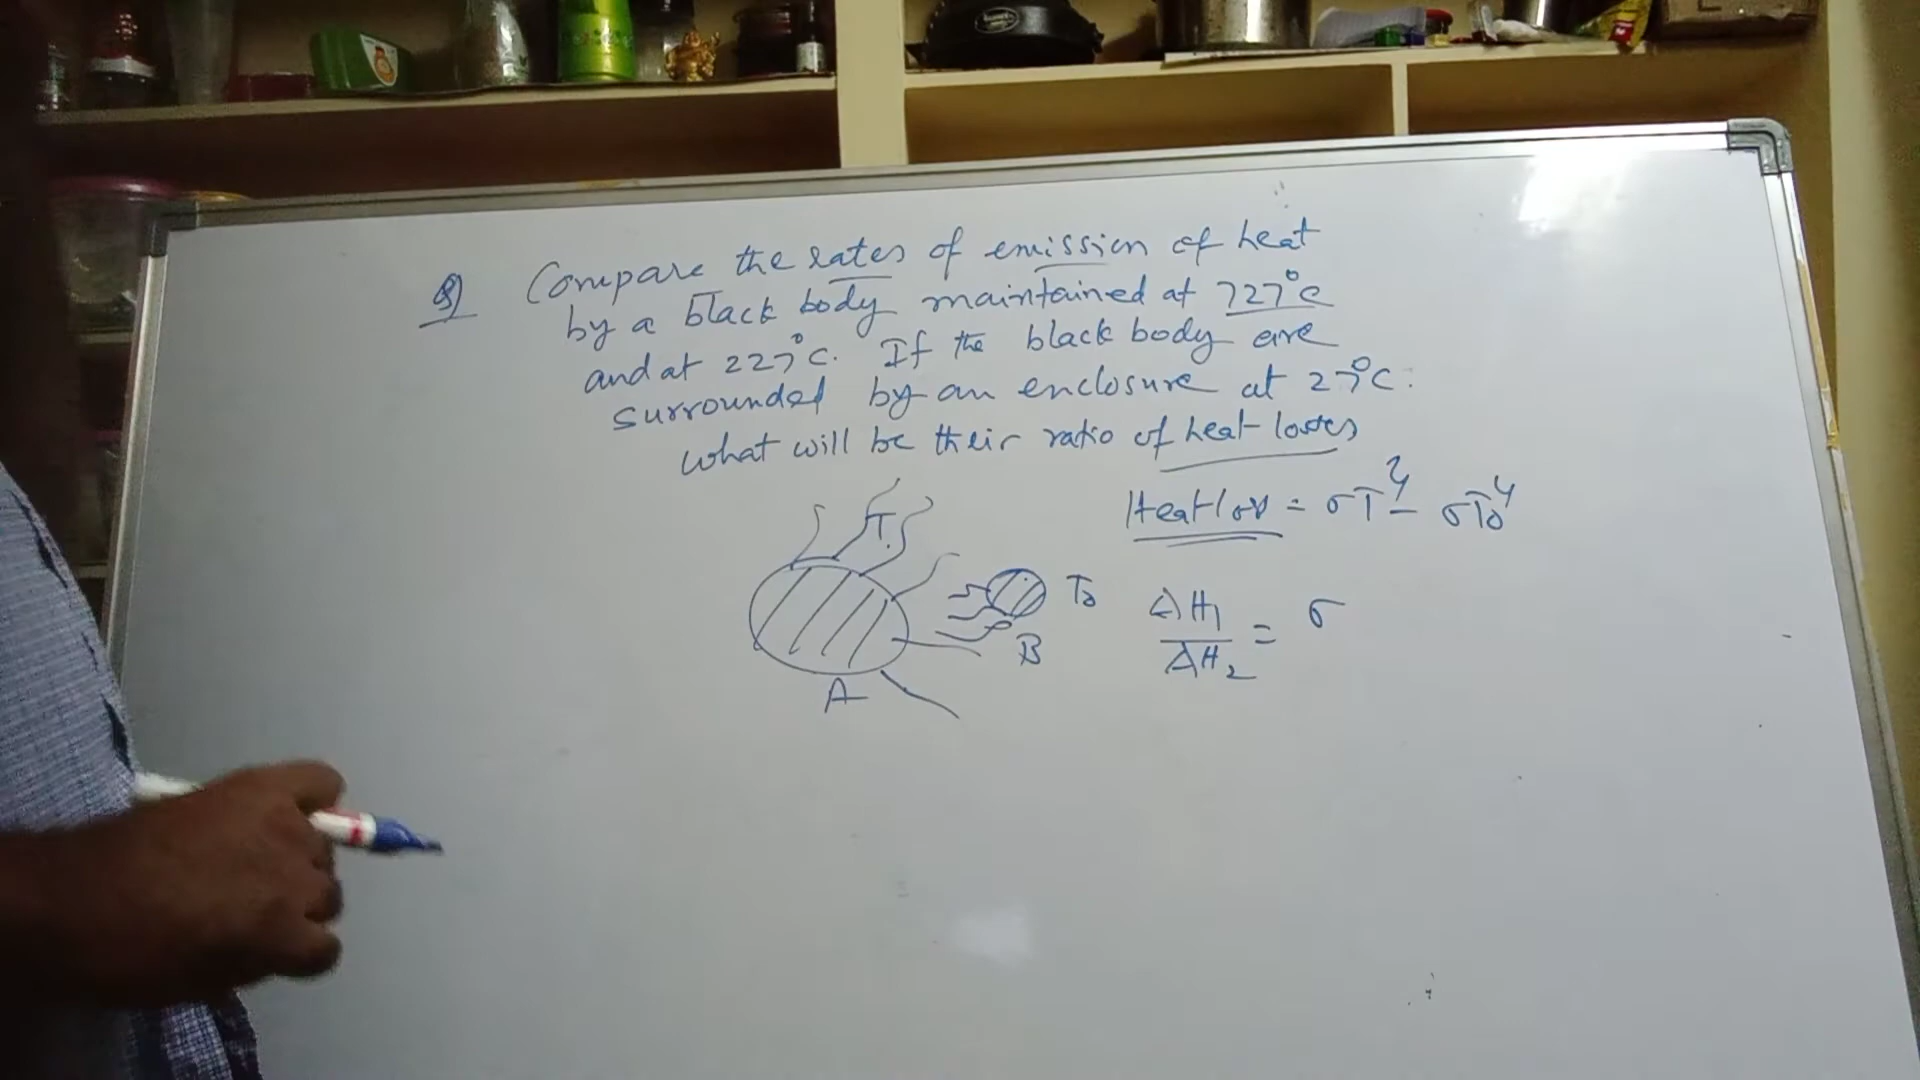 Q) Compare the rates of emission of heat
by a black body maintained at 727°C
and at 227°C. If the black body are
surrounded by an enclosure at 27°C.
what will be their ratio of heat losses
Heat loss = σT⁴ - σT₀⁴
T.
T₀
B
A
ΔH₁/ΔH₂ = σ